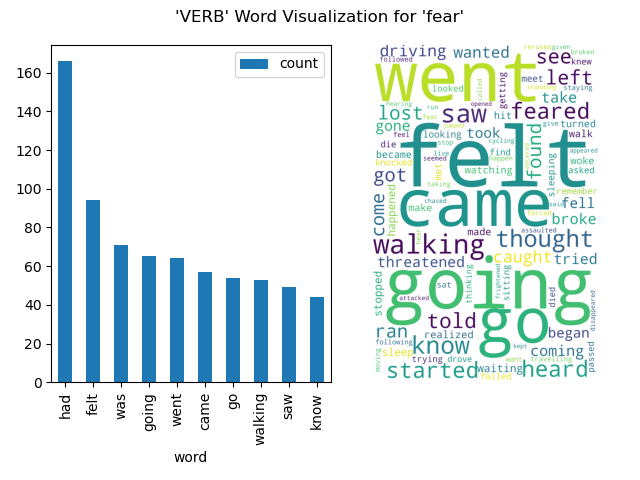 'VERB' Word Visualization for 'fear'
count
160
140
120
100
80
60
40
20
0
had
felt
was
going
went
came
go
walking
saw
know
word
refused given
driving wanted see broken
followed knew
went meet left staying
looked called getting standing
hearing opened take
lost run saw hit feared
gone fear jumped give turned
feel looking took found walk
die stop cycling appeared
became live felt find woke
knocked seemed happen asked
got met watching sleeping
taking remember
come happened chased came said fell
make forced broke
made assaulted
walking thought
threatened caught tried
stopped sat thinking frightened sitting
going died disappeared
attacked
ran told go began
realized
know kept passed
following coming
sleep want travelling
moving trying drove waiting
started failed heard